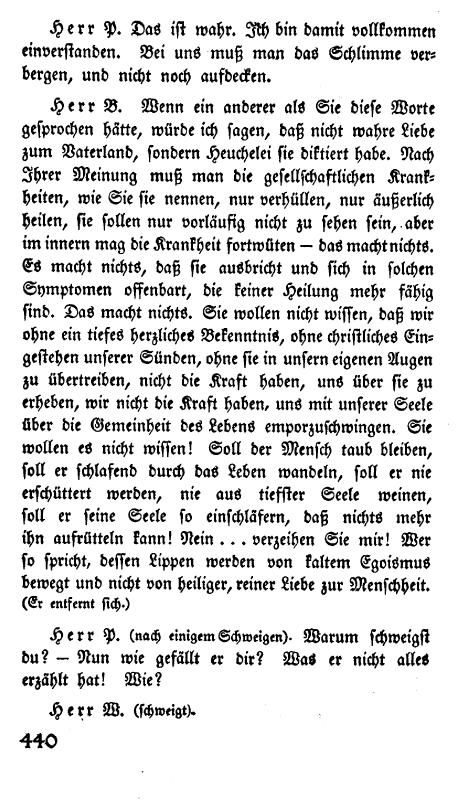 Herr P. Das ist wahr. Ich bin damit vollkommen
einverstanden. Bei uns muß man das Schlimme ver-
bergen, und nicht noch aufdecken.
Herr B. Wenn ein anderer als Sie diese Worte
gesprochen hätte, würde ich sagen, daß nicht wahre Liebe
zum Vaterland, sondern Heuchelei sie diktiert habe. Nach
Ihrer Meinung muß man die gesellschaftlichen Krank-
heiten, wie Sie sie nennen, nur verhüllen, nur äußerlich
heilen, sie sollen nur vorläufig nicht zu sehen sein, aber
im innern mag die Krankheit fortwüten — das macht nichts.
Es macht nichts, daß sie ausbricht und sich in solchen
Symptomen offenbart, die keiner Heilung mehr fähig
sind. Das macht nichts. Sie wollen nicht wissen, daß wir
ohne ein tiefes herzliches Bekenntnis, ohne christliches Ein-
gestehen unserer Sünden, ohne sie in unsern eigenen Augen
zu übertreiben, nicht die Kraft haben, uns über sie zu
erheben, wir nicht die Kraft haben, uns mit unserer Seele
über die Gemeinheit des Lebens emporzuschwingen. Sie
wollen es nicht wissen! Soll der Mensch taub bleiben,
soll er schlafend durch das Leben wandeln, soll er nie
erschüttert werden, nie aus tiefster Seele weinen,
soll er seine Seele so einschläfern, daß nichts mehr
ihn aufrütteln kann! Nein ... verzeihen Sie mir! Wer
so spricht, dessen Lippen werden von kaltem Egoismus
bewegt und nicht von heiliger, reiner Liebe zur Menschheit.
(Er entfernt sich.)
Herr P. (nach einigem Schweigen). Warum schweigst
du? — Nun wie gefällt er dir? Was er nicht alles
erzählt hat! Wie?
Herr W. (schweigt).
440